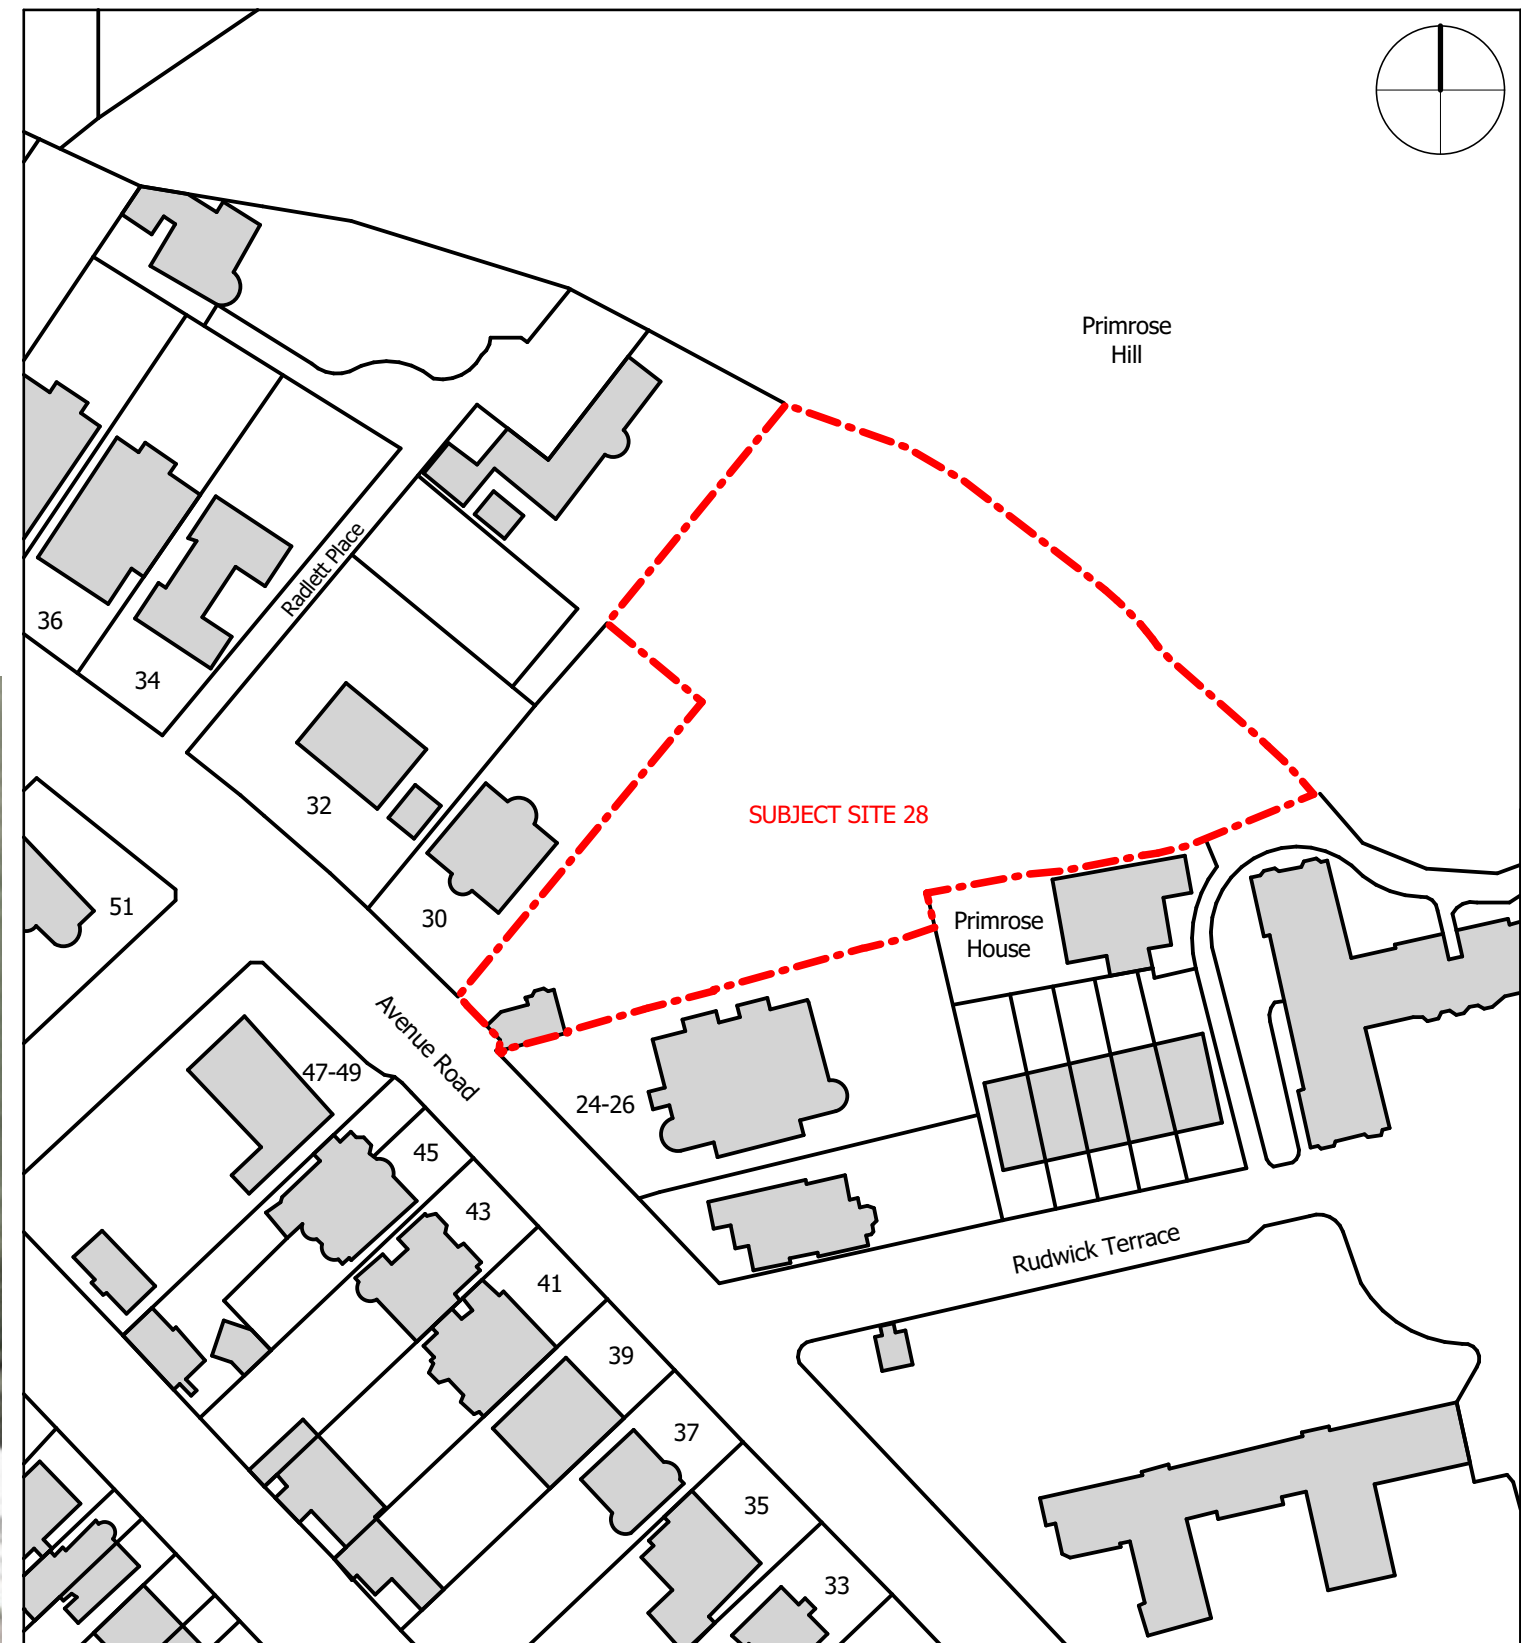 Primrose
Hill
Radlett Place
36
34
32
SUBJECT SITE 28
51
30
Primrose
House
Avenue Road
47-49
24-26
45
43
Rudwick Terrace
41
39
37
35
33